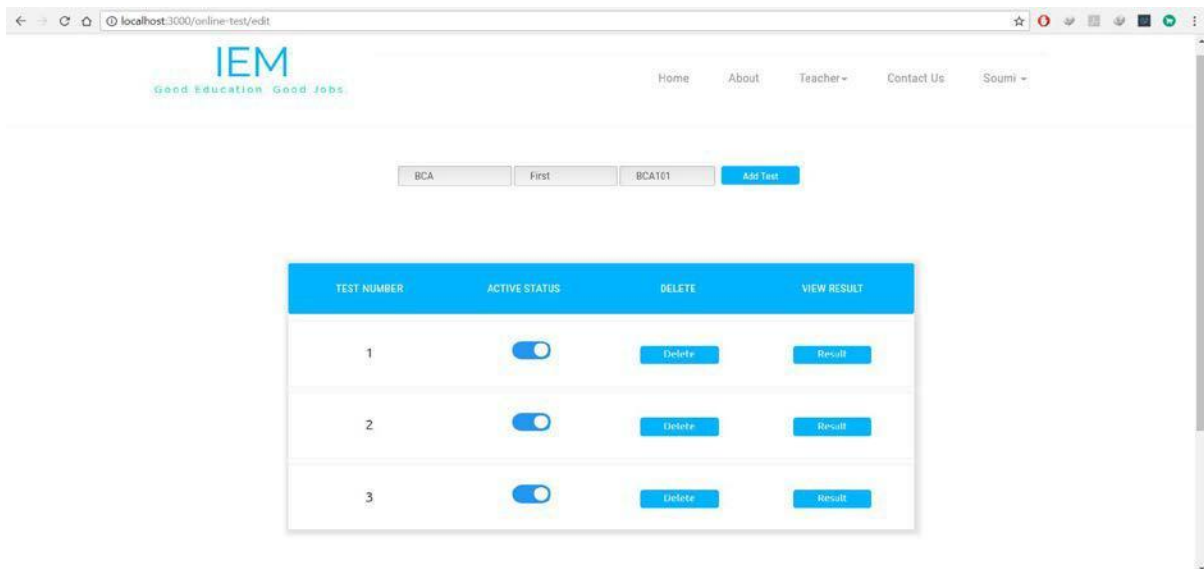 localhost:3000/online-test/edit
IEM
Good Education. Good Jobs.
Home About Teacher Contact Us Soumi
BCA First BCA101 Add Test
TEST NUMBER ACTIVE STATUS DELETE VIEW RESULT
1 Delete Result
2 Delete Result
3 Delete Result